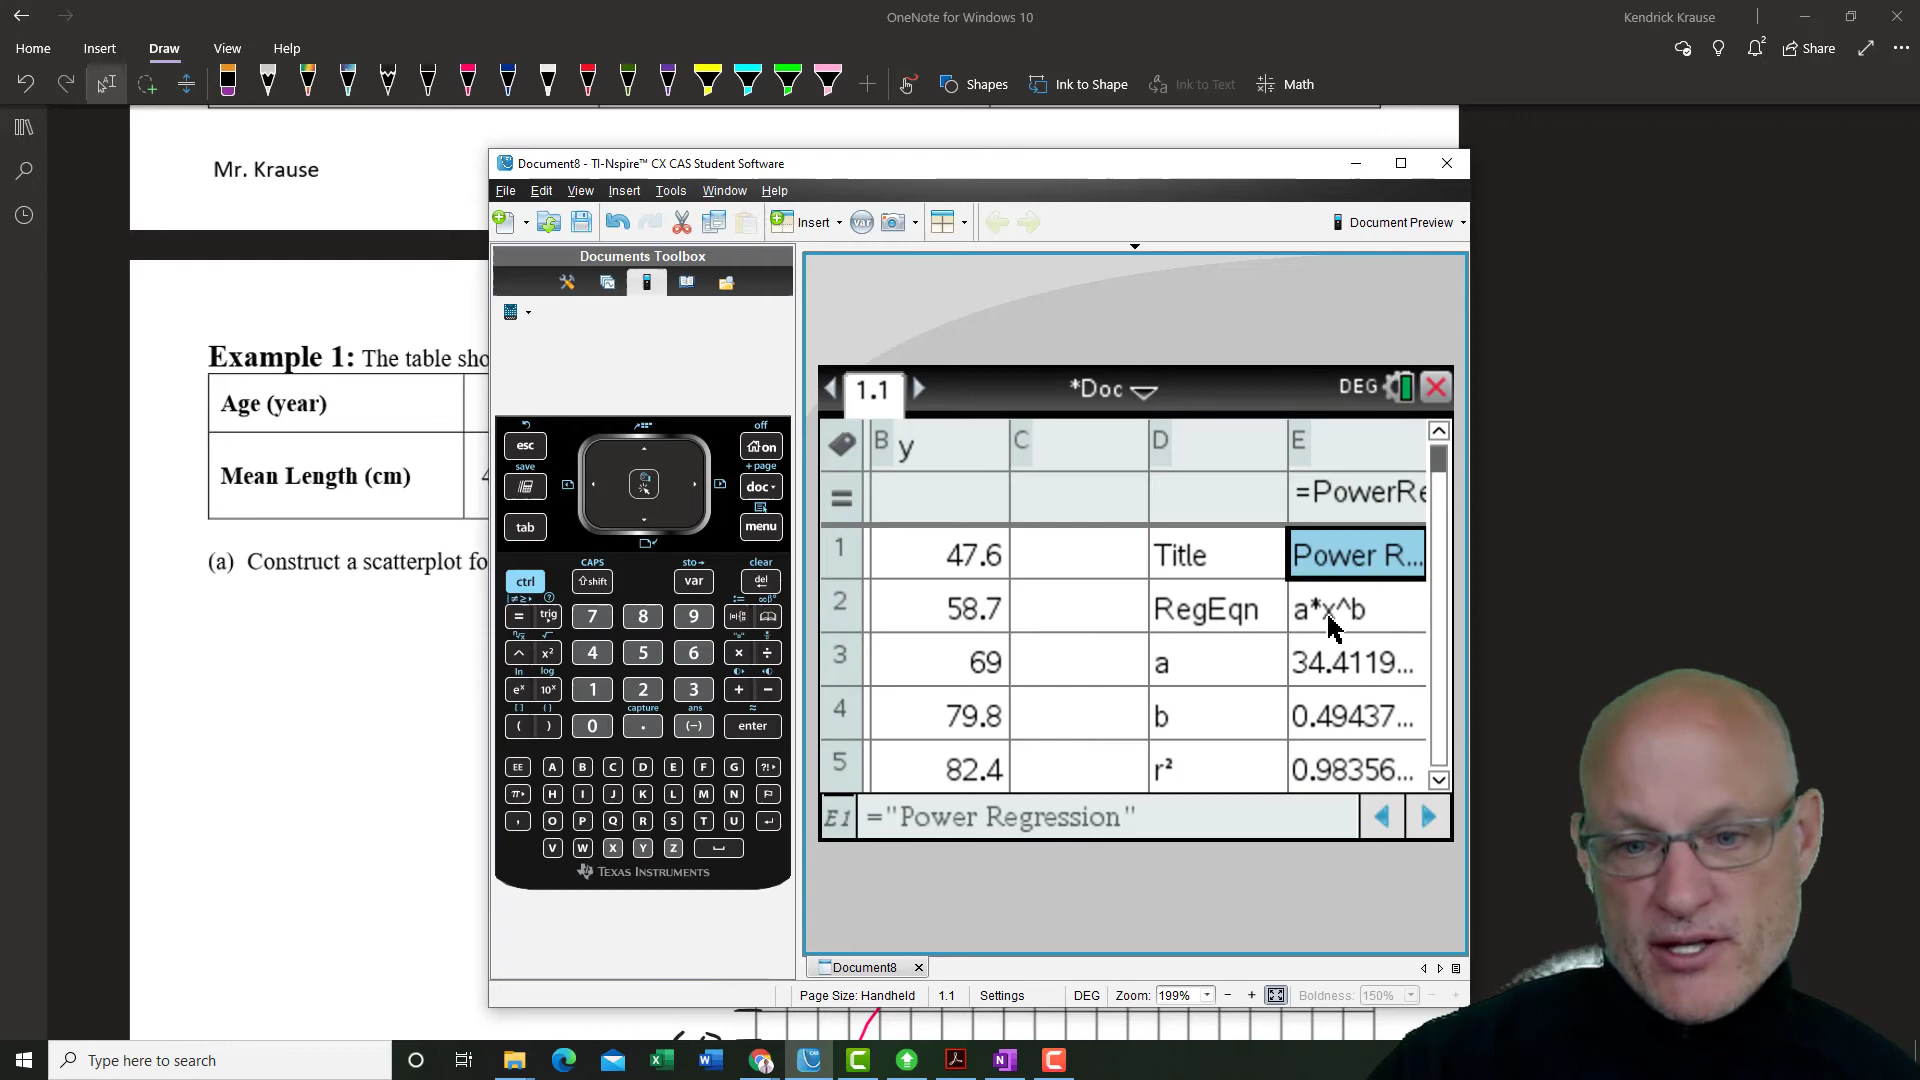 OneNote for Windows 10
Kendrick Krause
Home Insert Draw View Help
Share
Shapes Ink to Shape Ink to Text Math
Mr. Krause
Document8 - TI-Nspire™ CX CAS Student Software
File Edit View Insert Tools Window Help
Insert var Document Preview
Documents Toolbox
Example 1: The table sho
Age (year)
Mean Length (cm) 4
(a) Construct a scatterplot fo
off
esc on
save + page
doc
tab menu
CAPS sto→ clear
ctrl shift var del
= trig 7 8 9
^ x² 4 5 6 × ÷
ln log
eˣ 10ˣ 1 2 3 + −
capture ans ≈
( ) 0 . (−) enter
EE A B C D E F G ?!
π H I J K L M N
, O P Q R S T U
V W X Y Z
TEXAS INSTRUMENTS
1.1 *Doc DEG
B y C D E
= =PowerRe
1 47.6 Title Power R...
2 58.7 RegEqn a*x^b
3 69 a 34.4119...
4 79.8 b 0.49437...
5 82.4 r² 0.98356...
E1 ="Power Regression"
Document8
Page Size: Handheld 1.1 Settings DEG Zoom: 199% − + Boldness: 150% − +
Type here to search